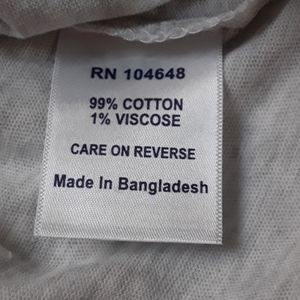 RN 104648
99% COTTON
1% VISCOSE
CARE ON REVERSE
Made In Bangladesh